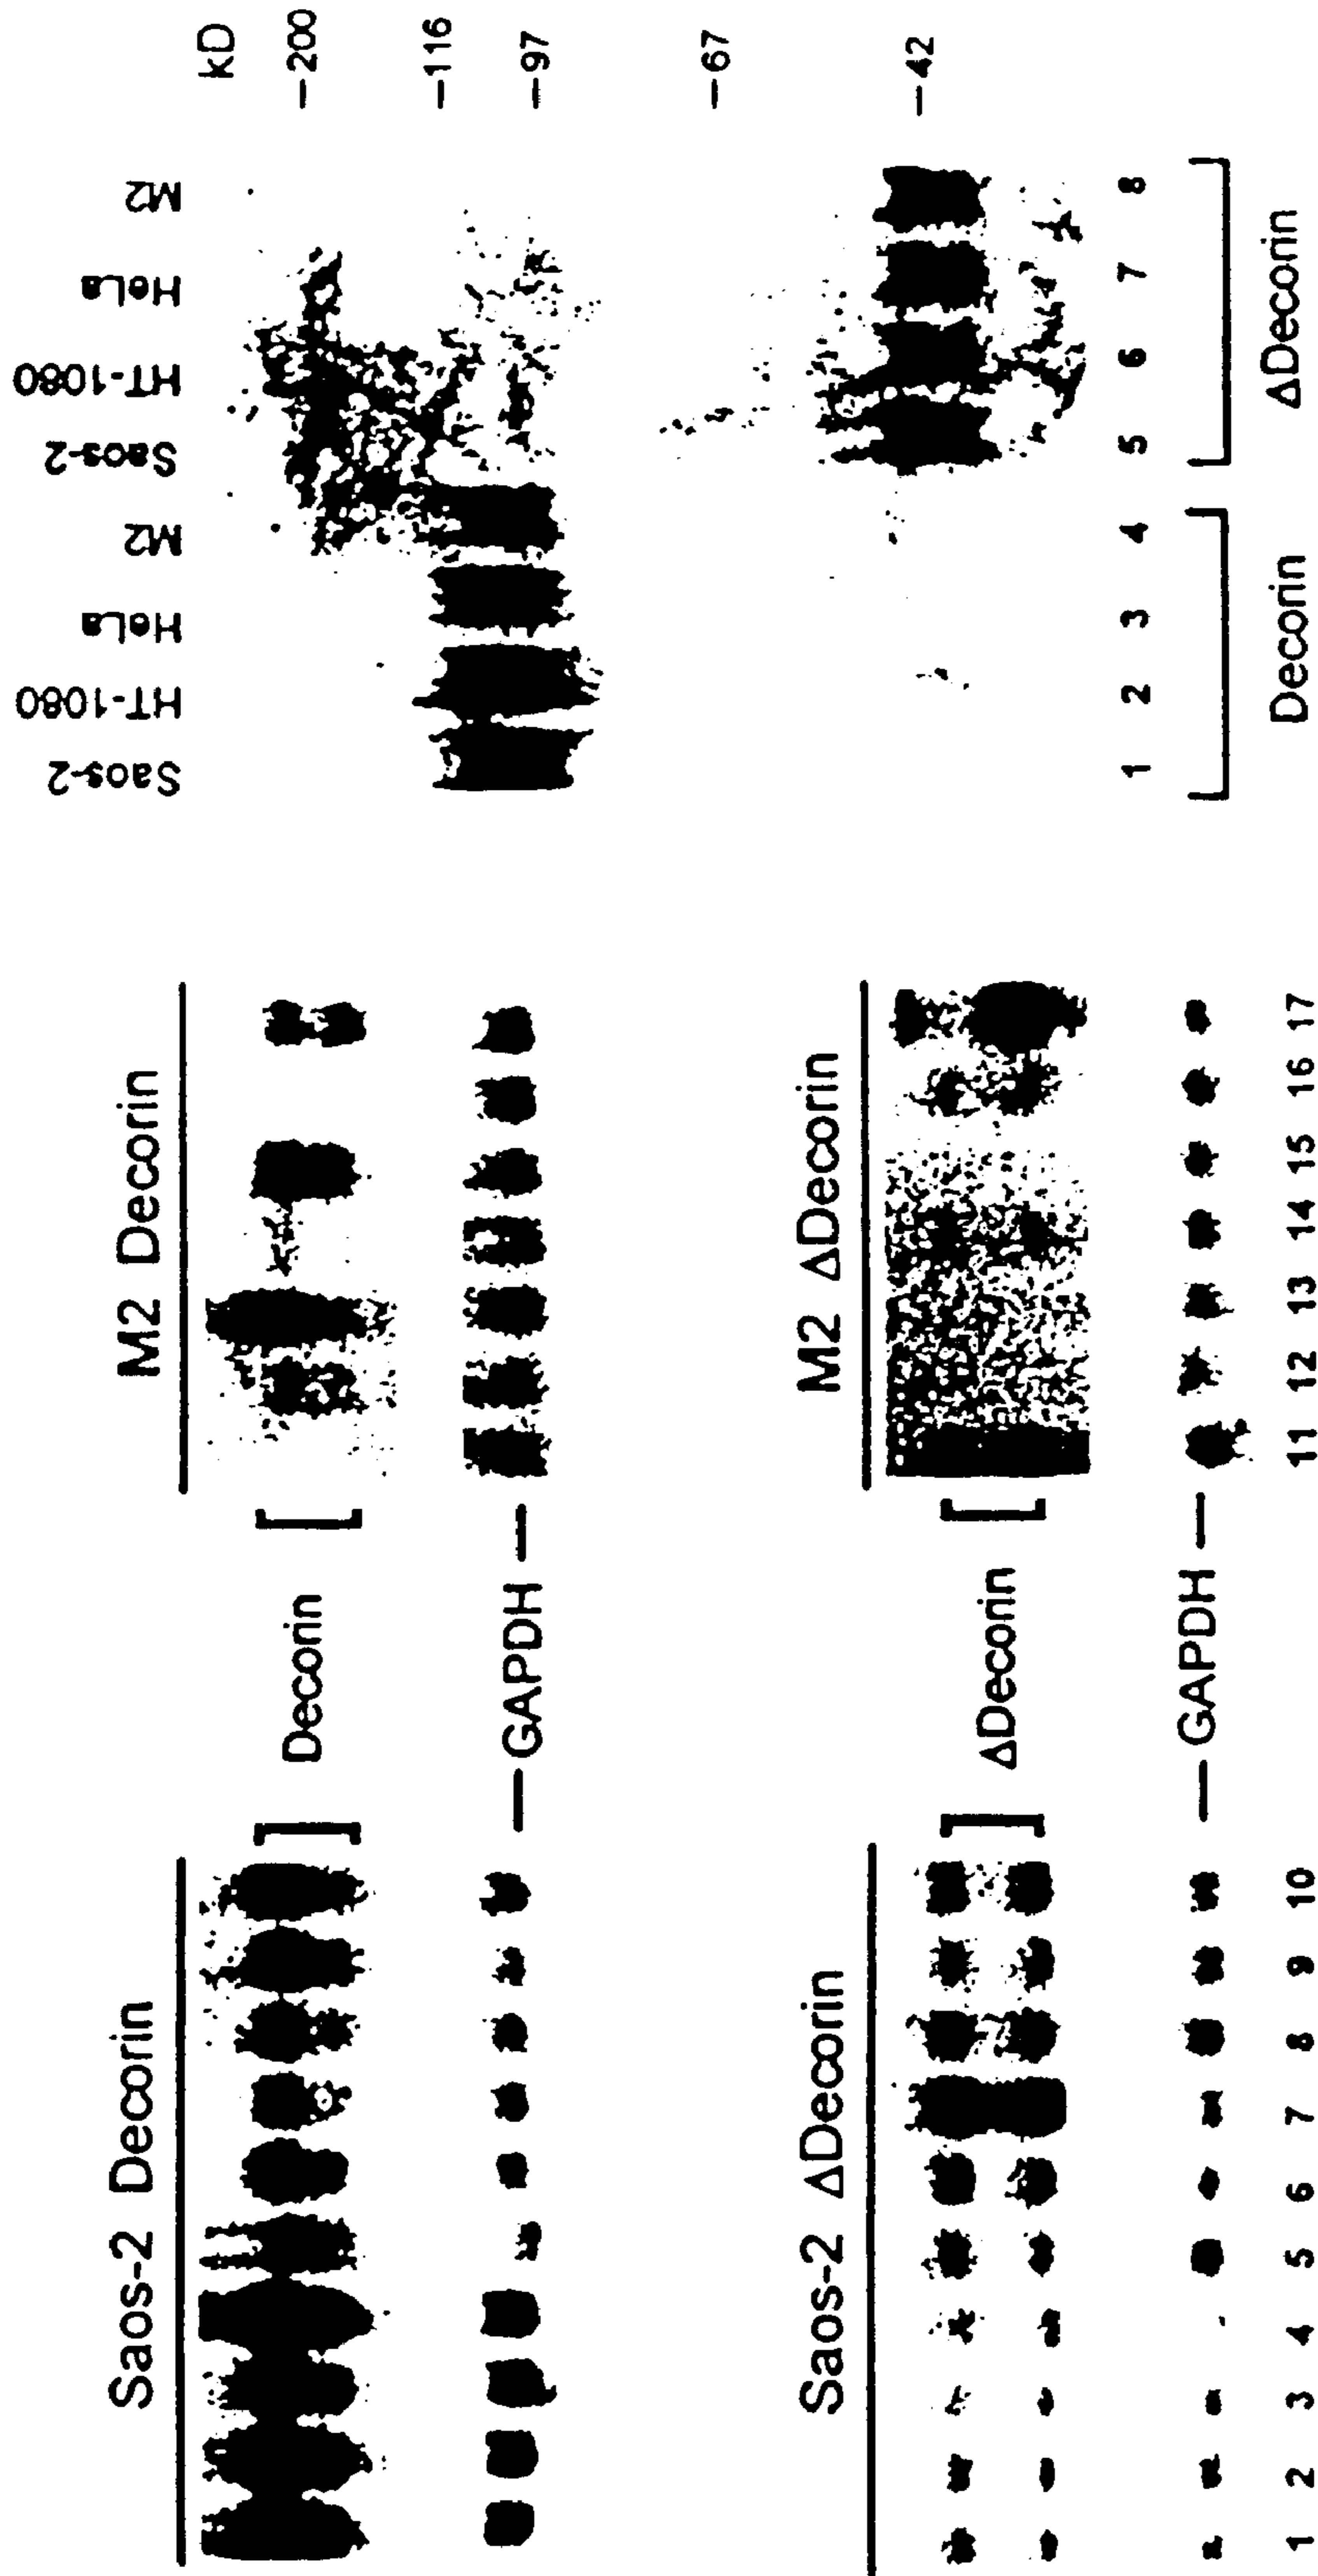 Saos-2 Decorin
M2 Decorin
Decorin
GAPDH
Saos-2 ΔDecorin
M2 ΔDecorin
ΔDecorin
GAPDH
1 2 3 4 5 6 7 8 9 10 11 12 13 14 15 16 17
Saos-2 HT-1080 HeLa M2 Saos-2 HT-1080 HeLa M2
kD
–200
–116
–97
–67
–42
1 2 3 4 5 6 7 8
Decorin ΔDecorin